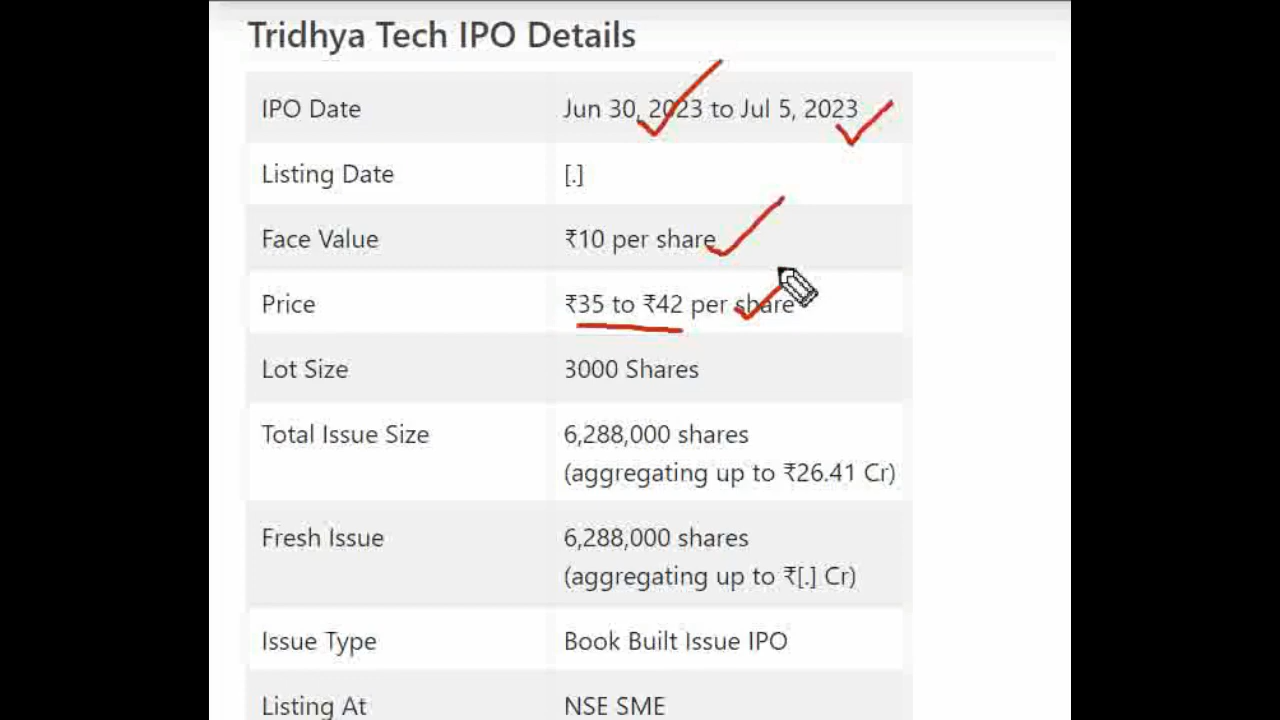 Tridhya Tech IPO Details
IPO Date Jun 30, 2023 to Jul 5, 2023
Listing Date [.]
Face Value ₹10 per share
Price ₹35 to ₹42 per share
Lot Size 3000 Shares
Total Issue Size 6,288,000 shares
(aggregating up to ₹26.41 Cr)
Fresh Issue 6,288,000 shares
(aggregating up to ₹[.] Cr)
Issue Type Book Built Issue IPO
Listing At NSE SME